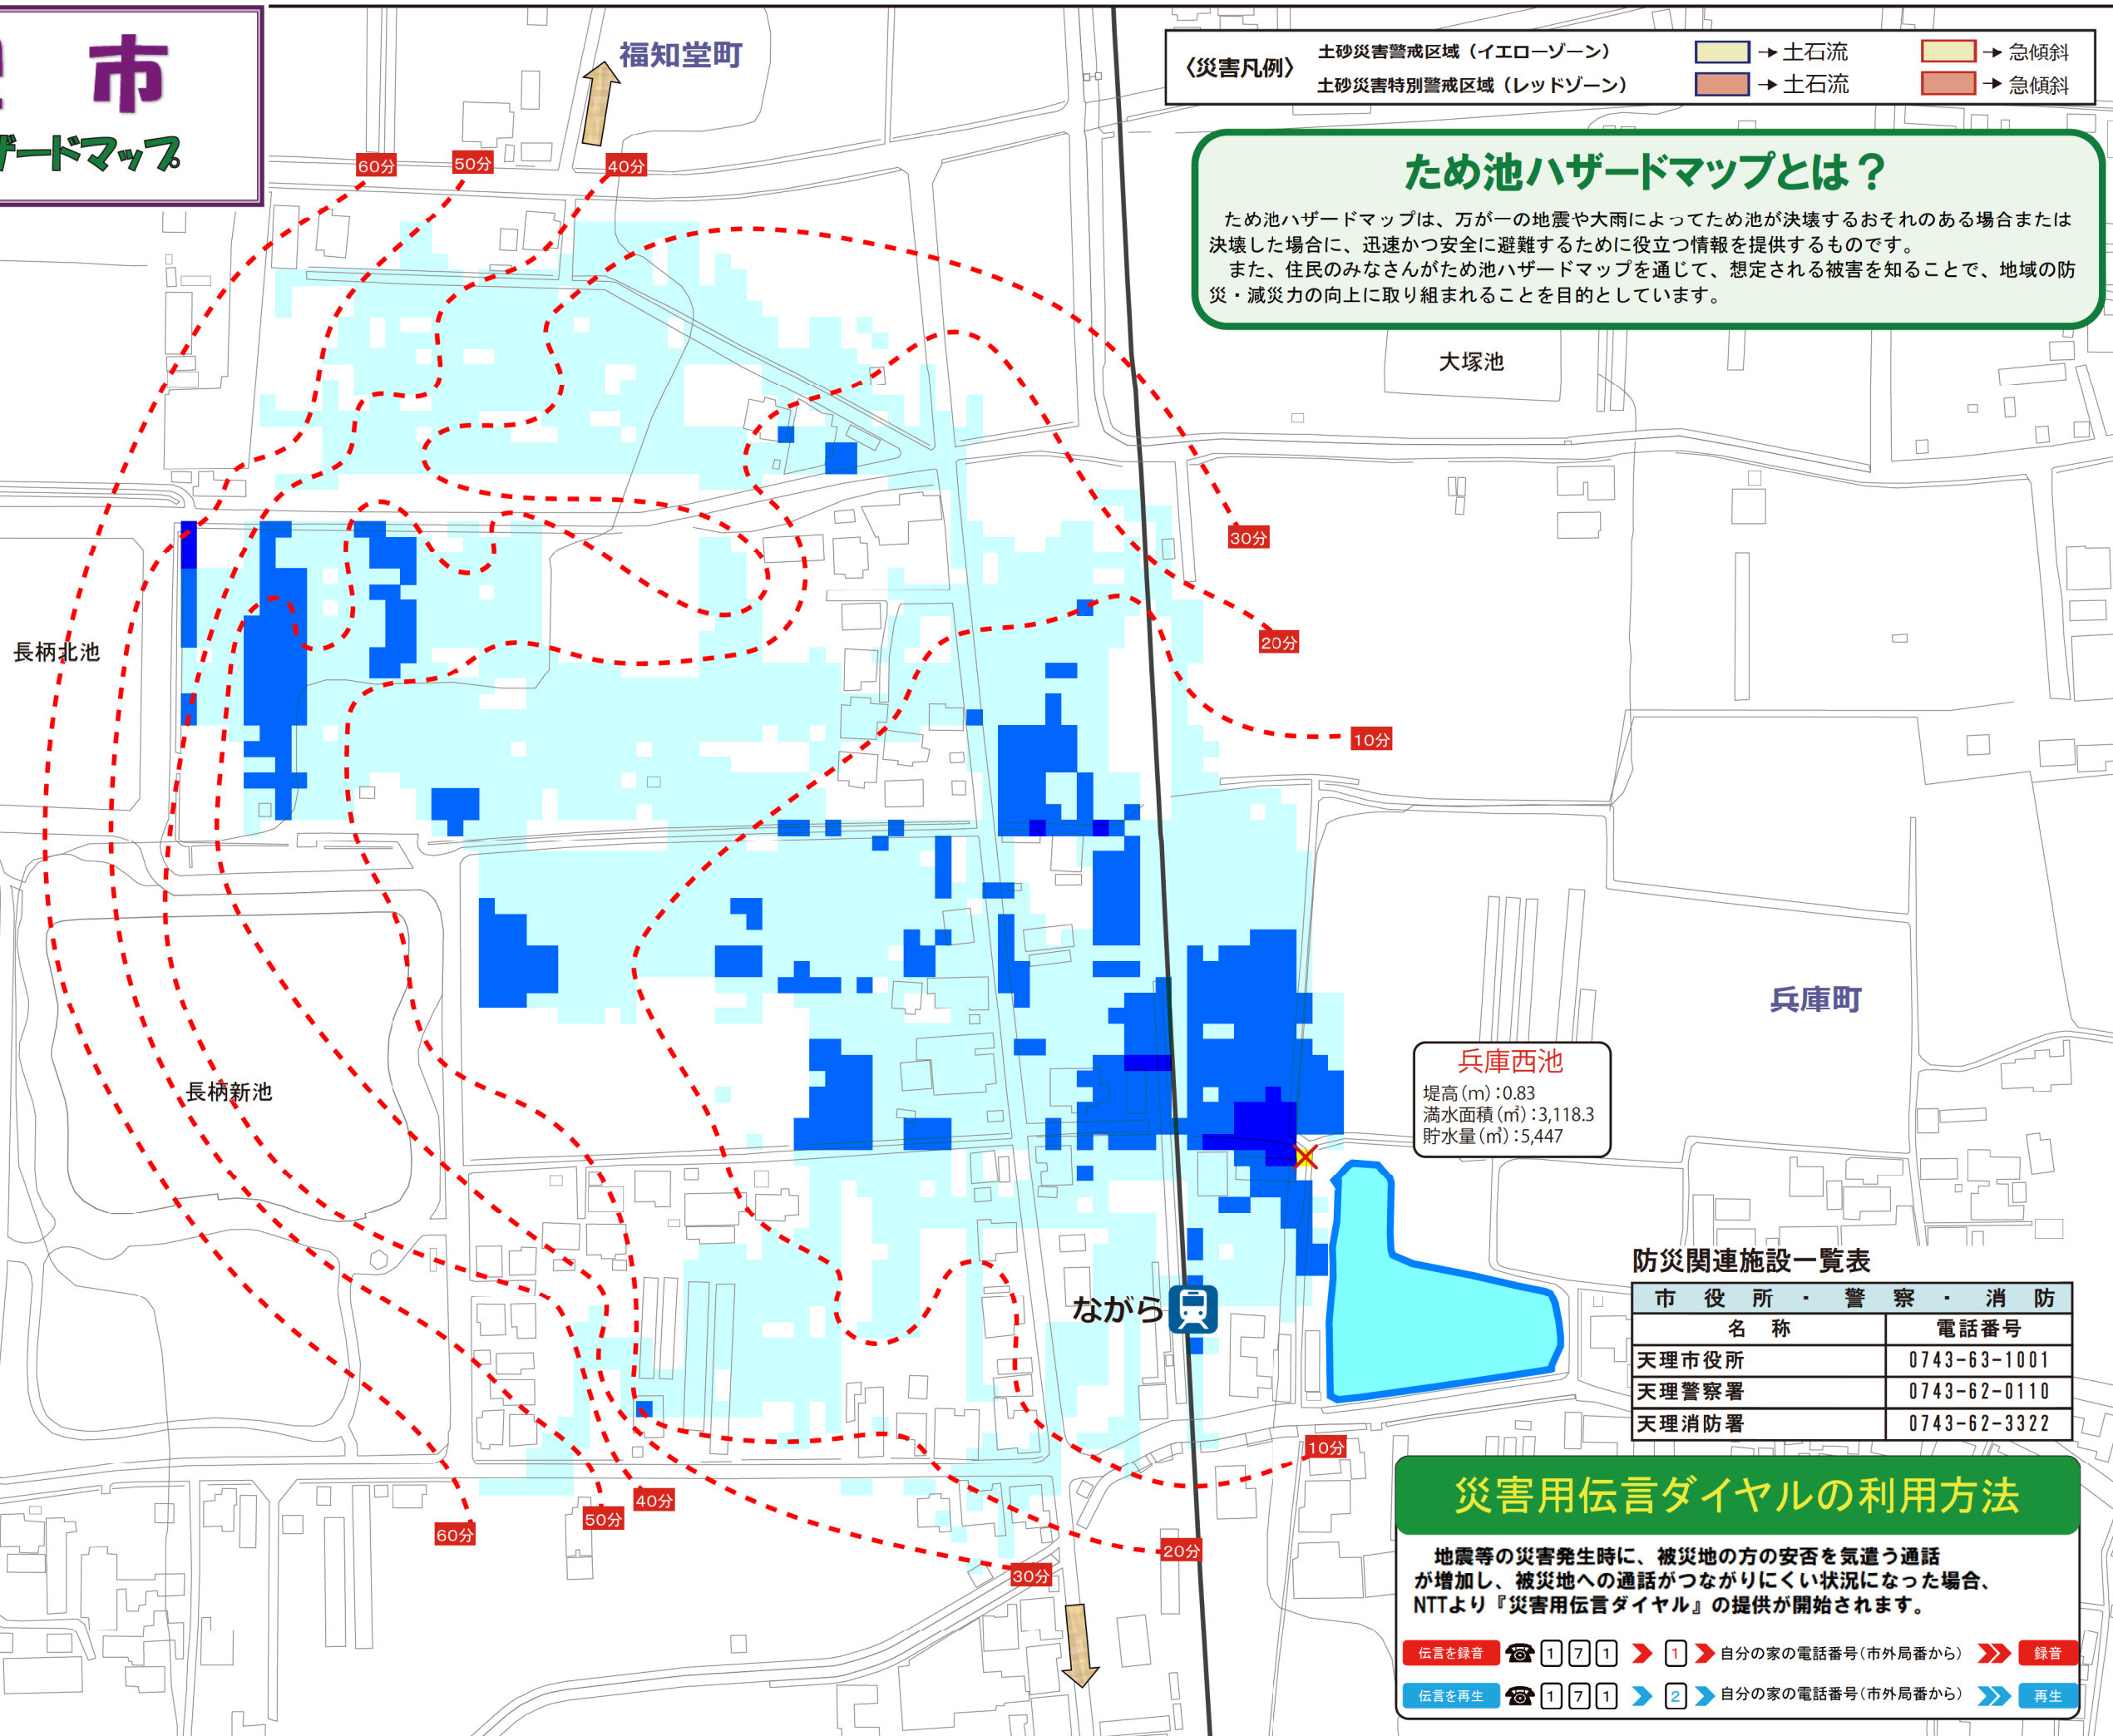 市
ザードマップ
福知堂町
〈災害凡例〉
土砂災害警戒区域（イエローゾーン）
→土石流
→急傾斜
土砂災害特別警戒区域（レッドゾーン）
→土石流
→急傾斜
60分
50分
40分
ため池ハザードマップとは？
ため池ハザードマップは、万が一の地震や大雨によってため池が決壊するおそれのある場合または
決壊した場合に、迅速かつ安全に避難するために役立つ情報を提供するものです。
また、住民のみなさんがため池ハザードマップを通じて、想定される被害を知ることで、地域の防
災・減災力の向上に取り組まれることを目的としています。
大塚池
30分
20分
長柄北池
10分
兵庫町
兵庫西池
堤高（m）：0.83
満水面積（㎡）：3,118.3
貯水量（㎥）：5,447
長柄新池
ながら
防災関連施設一覧表
市役所・警察・消防
名 称 電話番号
天理市役所 0743-63-1001
天理警察署 0743-62-0110
天理消防署 0743-62-3322
10分
40分
50分
60分
20分
30分
災害用伝言ダイヤルの利用方法
地震等の災害発生時に、被災地の方の安否を気遣う通話
が増加し、被災地への通話がつながりにくい状況になった場合、
NTTより『災害用伝言ダイヤル』の提供が開始されます。
伝言を録音 ☎ 1 7 1 1 自分の家の電話番号（市外局番から） 録音
伝言を再生 ☎ 1 7 1 2 自分の家の電話番号（市外局番から） 再生